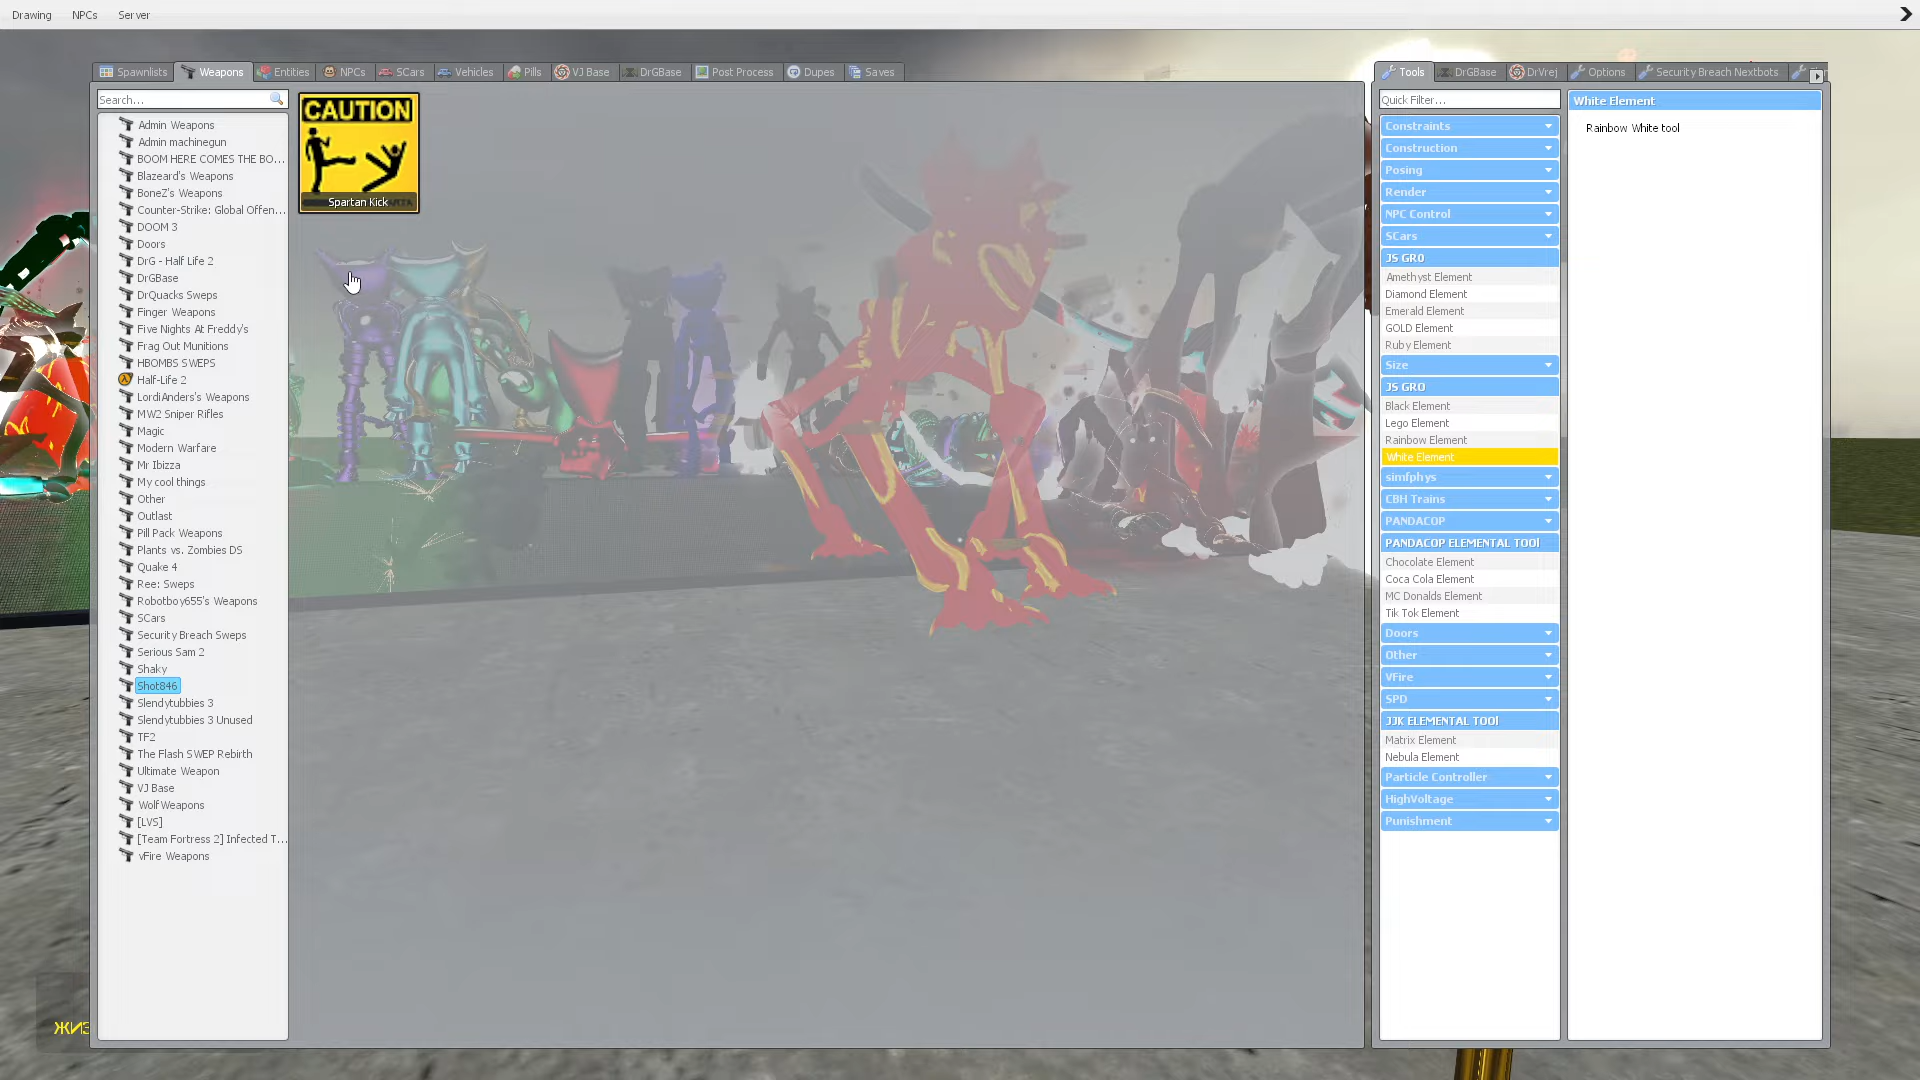 Drawing NPCs Server
Spawnlists Weapons Entities NPCs SCars Vehicles Pills VJ Base DrGBase Post Process Dupes Saves
Search...
Admin Weapons
Admin machinegun
BOOM HERE COMES THE BO...
Blazeard's Weapons
BoneZ's Weapons
Counter-Strike: Global Offen...
DOOM 3
Doors
DrG - Half Life 2
DrGBase
DrQuacks Sweps
Finger Weapons
Five Nights At Freddy's
Frag Out Munitions
HBOMBS SWEPS
Half-Life 2
LordiAnders's Weapons
MW2 Sniper Rifles
Magic
Modern Warfare
Mr Ibizza
My cool things
Other
Outlast
Pill Pack Weapons
Plants vs. Zombies DS
Quake 4
Ree: Sweps
Robotboy655's Weapons
SCars
Security Breach Sweps
Serious Sam 2
Shaky
Shot846
Slendytubbies 3
Slendytubbies 3 Unused
TF2
The Flash SWEP Rebirth
Ultimate Weapon
VJ Base
Wolf Weapons
[LVS]
[Team Fortress 2] Infected T...
vFire Weapons
CAUTION
Spartan Kick
Tools DrGBase DrVrej Options Security Breach Nextbots
Quick Filter...
Constraints
Construction
Posing
Render
NPC Control
SCars
JS GRO
Amethyst Element
Diamond Element
Emerald Element
GOLD Element
Ruby Element
Size
JS GRO
Black Element
Lego Element
Rainbow Element
White Element
simfphys
CBH Trains
PANDACOP
PANDACOP ELEMENTAL TOOl
Chocolate Element
Coca Cola Element
MC Donalds Element
Tik Tok Element
Doors
Other
VFire
SPD
JJK ELEMENTAL TOOl
Matrix Element
Nebula Element
Particle Controller
HighVoltage
Punishment
White Element
Rainbow White tool